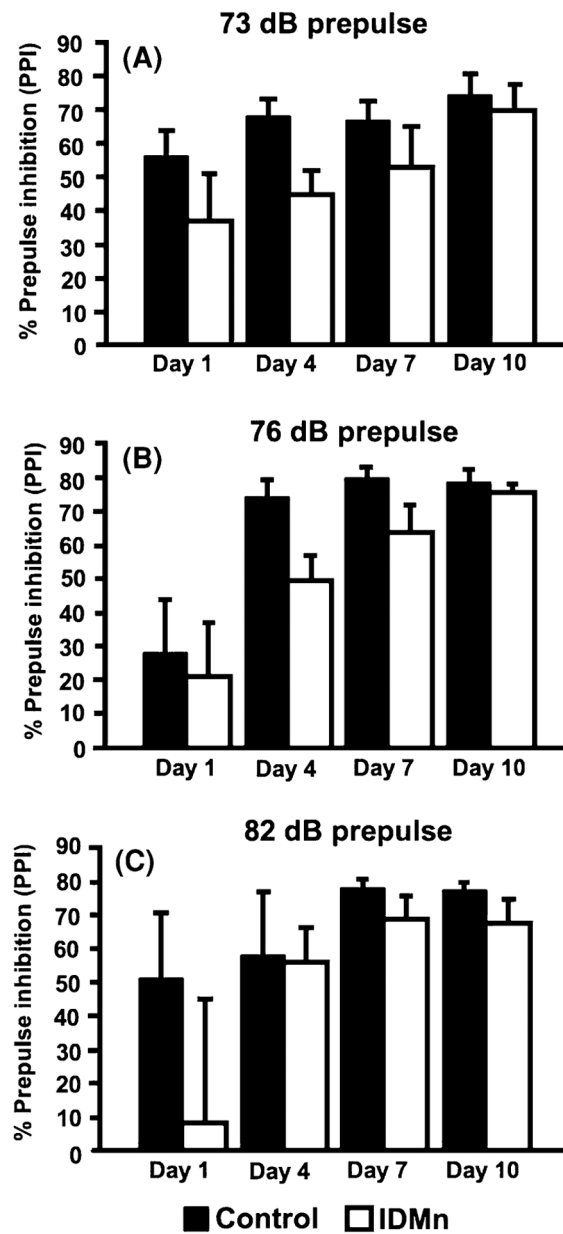 73 dB prepulse
(A)
% Prepulse inhibition (PPI)
90
80
70
60
50
40
30
20
10
0
Day 1 Day 4 Day 7 Day 10
76 dB prepulse
(B)
% Prepulse inhibition (PPI)
90
80
70
60
50
40
30
20
10
0
Day 1 Day 4 Day 7 Day 10
82 dB prepulse
(C)
% Prepulse inhibition (PPI)
90
80
70
60
50
40
30
20
10
0
Day 1 Day 4 Day 7 Day 10
Control IDMn